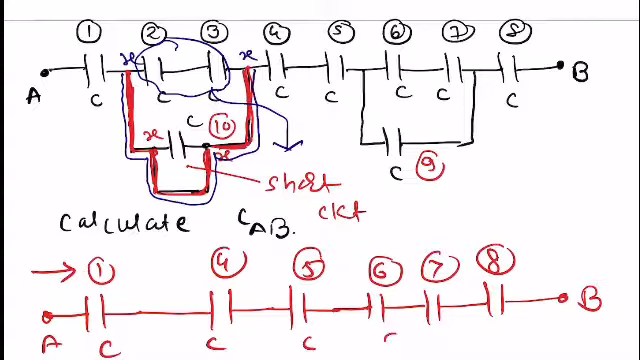 ① ② ③ ④ ⑤ ⑥ ⑦ ⑧
x x
A C C C C C C C B
C ⑩
x x
C ⑨
short
ckt
Calculate C_AB.
→ ① ④ ⑤ ⑥ ⑦ ⑧
A C C C B